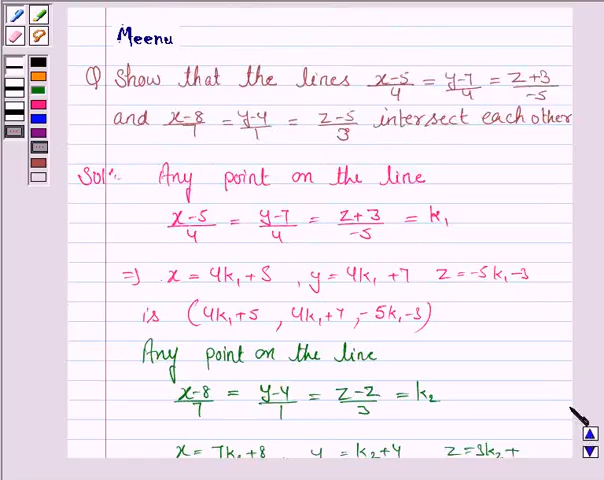 Meenu
Q Show that the lines x-5/4 = y-7/4 = z+3/-5
and x-8/7 = y-4/1 = z-5/3 intersect each other
Sol:. Any point on the line
x-5/4 = y-7/4 = z+3/-5 = k₁
=) x = 4k₁+5 , y = 4k₁+7 z = -5k₁-3
is (4k₁+5 , 4k₁+7, -5k₁-3)
Any point on the line
x-8/7 = y-4/1 = z-2/3 = k₂
x = 7k₂+8 y = k₂+4 z = 3k₂+